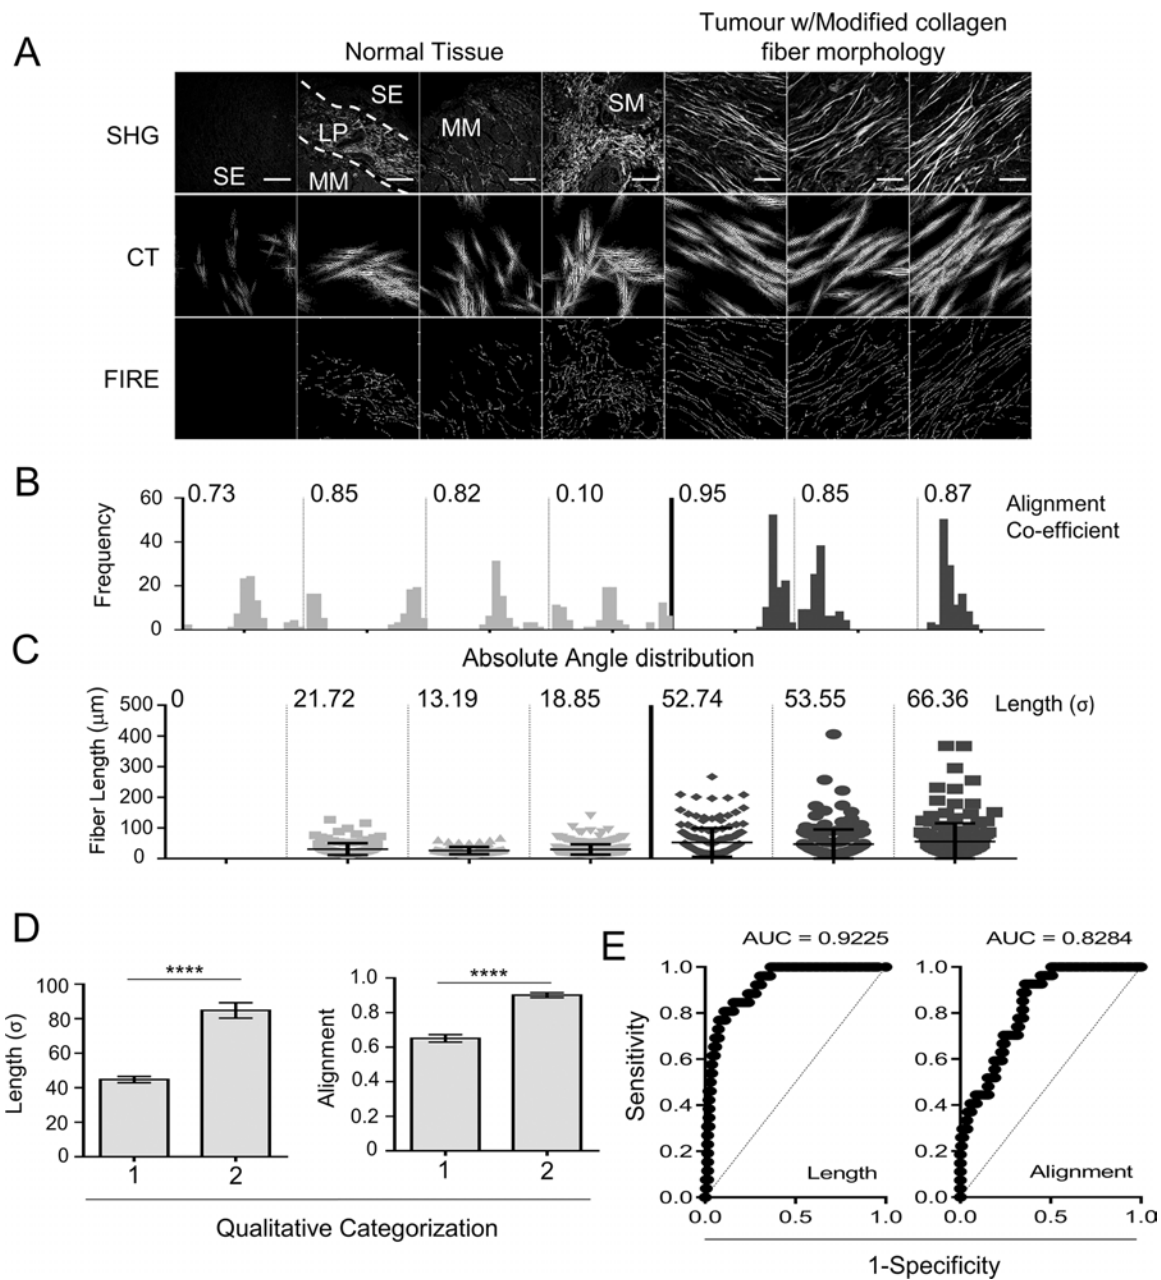 A
Normal Tissue
Tumour w/Modified collagen
fiber morphology
SHG
SE
LP
SE
MM
MM
SM
CT
FIRE
B
0.73 0.85 0.82 0.10 0.95 0.85 0.87
Alignment
Co-efficient
Frequency
60
40
20
0
Absolute Angle distribution
C
0 21.72 13.19 18.85 52.74 53.55 66.36
Length (σ)
Fiber Length (µm)
500
400
300
200
100
0
D
Length (σ)
100
80
60
40
20
0
****
1 2
Alignment
1.0
0.8
0.6
0.4
0.2
0
****
1 2
Qualitative Categorization
E
AUC = 0.9225
Sensitivity
1.0
0.8
0.6
0.4
0.2
0.0
Length
0.0 0.5 1.0
AUC = 0.8284
1.0
0.8
0.6
0.4
0.2
0.0
Alignment
0.0 0.5 1.0
1-Specificity